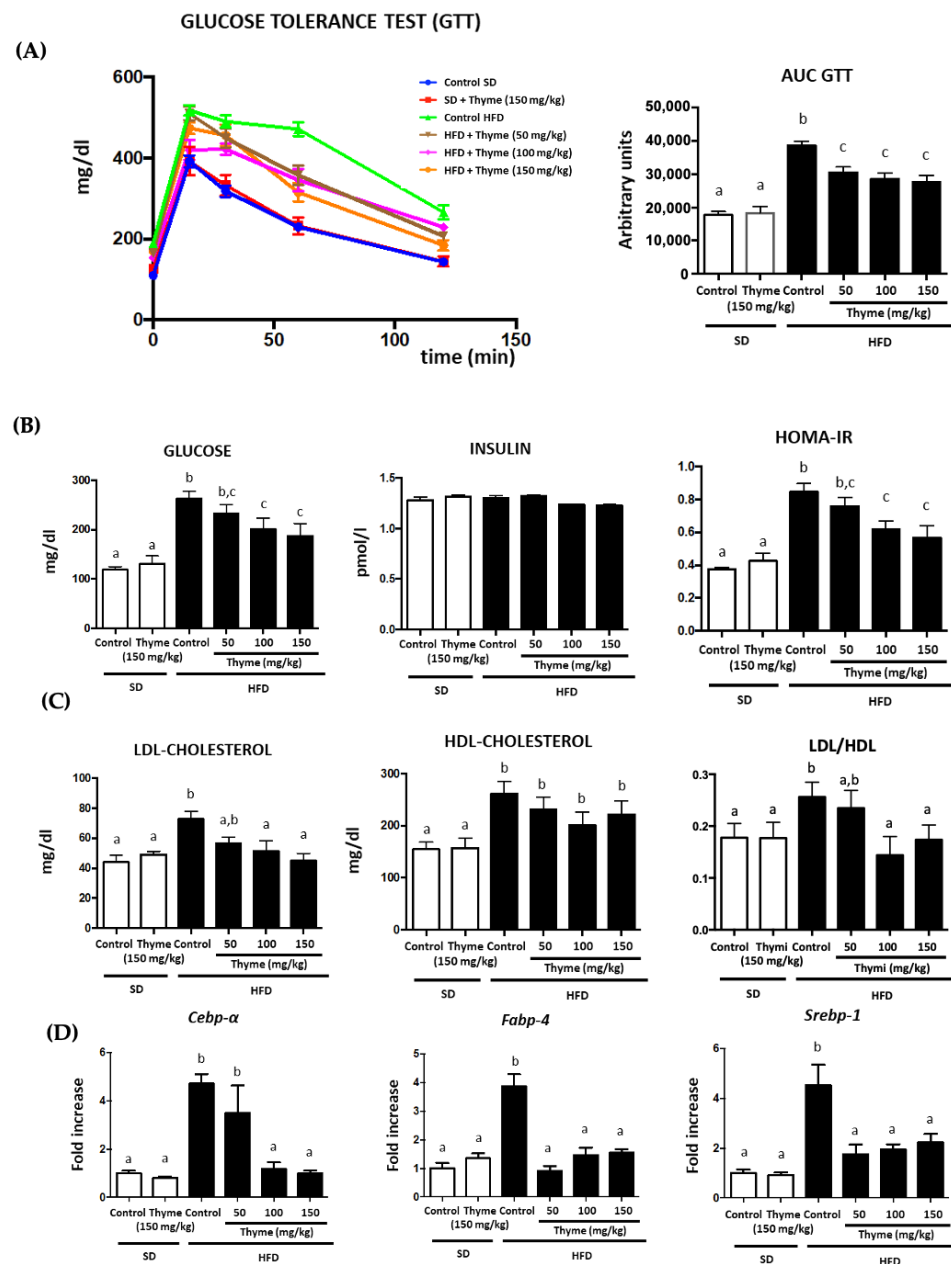 GLUCOSE TOLERANCE TEST (GTT)
(A)
600
400
200
0
mg/dl
0
50
100
150
time (min)
Control SD
SD + Thyme (150 mg/kg)
Control HFD
HFD + Thyme (50 mg/kg)
HFD + Thyme (100 mg/kg)
HFD + Thyme (150 mg/kg)
AUC GTT
50,000
40,000
30,000
20,000
10,000
0
Arbitrary units
a a b c c c
Control Thyme Control 50 100 150
(150 mg/kg) Thyme (mg/kg)
SD HFD
(B)
GLUCOSE
300
200
100
0
mg/dl
a a b b,c c c
Control Thyme Control 50 100 150
(150 mg/kg) Thyme (mg/kg)
SD HFD
INSULIN
1.5
1.0
0.5
0.0
pmol/l
Control Thyme Control 50 100 150
(150 mg/kg) Thyme (mg/kg)
SD HFD
HOMA-IR
1.0
0.8
0.6
0.4
0.2
0.0
a a b b,c c c
Control Thyme Control 50 100 150
(150 mg/kg) Thyme (mg/kg)
SD HFD
(C)
LDL-CHOLESTEROL
100
80
60
40
20
0
mg/dl
a a b a,b a a
Control Thyme Control 50 100 150
(150 mg/kg) Thyme (mg/kg)
SD HFD
HDL-CHOLESTEROL
300
200
100
0
mg/dl
a a b b b b
Control Thyme Control 50 100 150
(150 mg/kg) Thyme (mg/kg)
SD HFD
LDL/HDL
0.3
0.2
0.1
0.0
a a b a,b a a
Control Thymi Control 50 100 150
(150 mg/kg) Thymi (mg/kg)
SD HFD
(D)
Cebp-α
6
4
2
0
Fold increase
a a b b a a
Control Thyme Control 50 100 150
(150 mg/kg) Thyme (mg/kg)
SD HFD
Fabp-4
5
4
3
2
1
0
Fold increase
a a b a a a
Control Thyme Control 50 100 150
(150 mg/kg) Thyme (mg/kg)
SD HFD
Srebp-1
6
4
2
0
Fold increase
a a b a a a
Control Thyme Control 50 100 150
(150 mg/kg) Thyme (mg/kg)
SD HFD